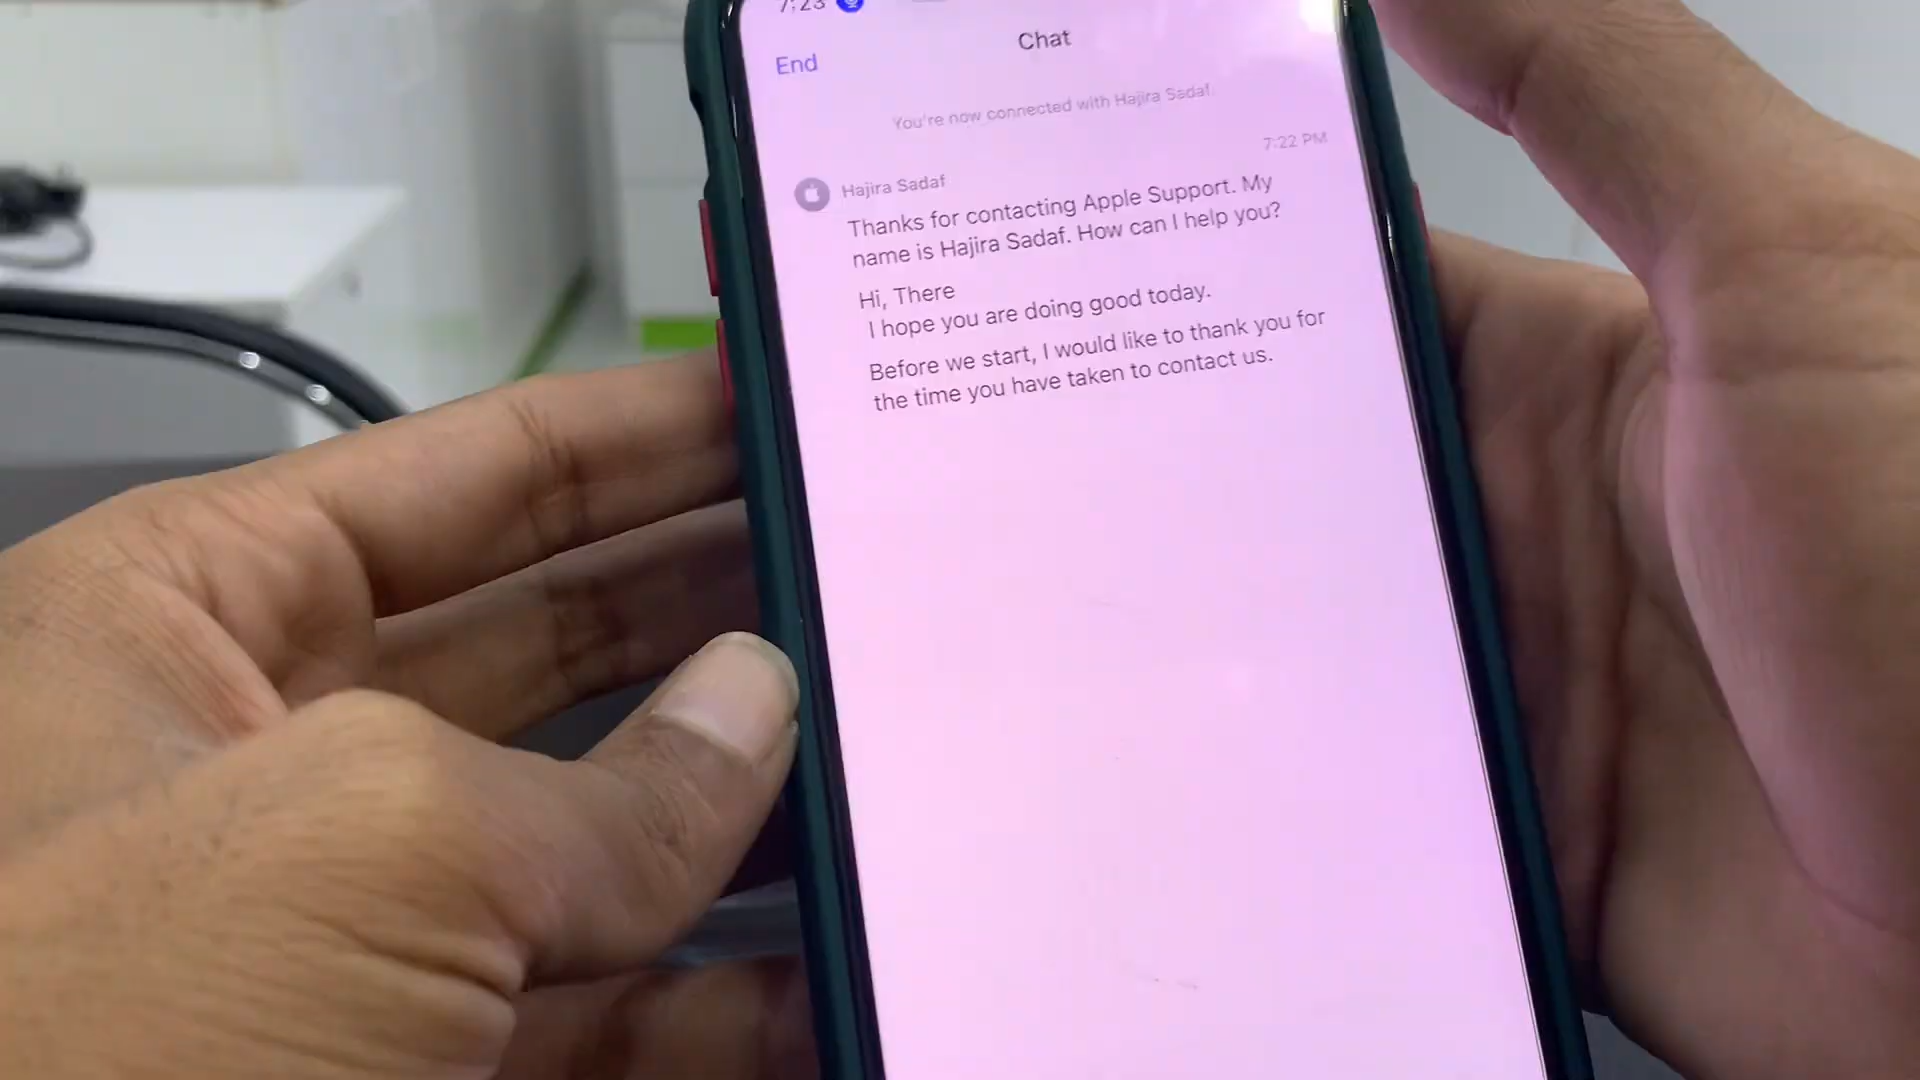 7:23
Chat
End
You're now connected with Hajira Sadaf.
7:22 PM
Hajira Sadaf
Thanks for contacting Apple Support. My
name is Hajira Sadaf. How can I help you?
Hi, There
I hope you are doing good today.
Before we start, I would like to thank you for
the time you have taken to contact us.